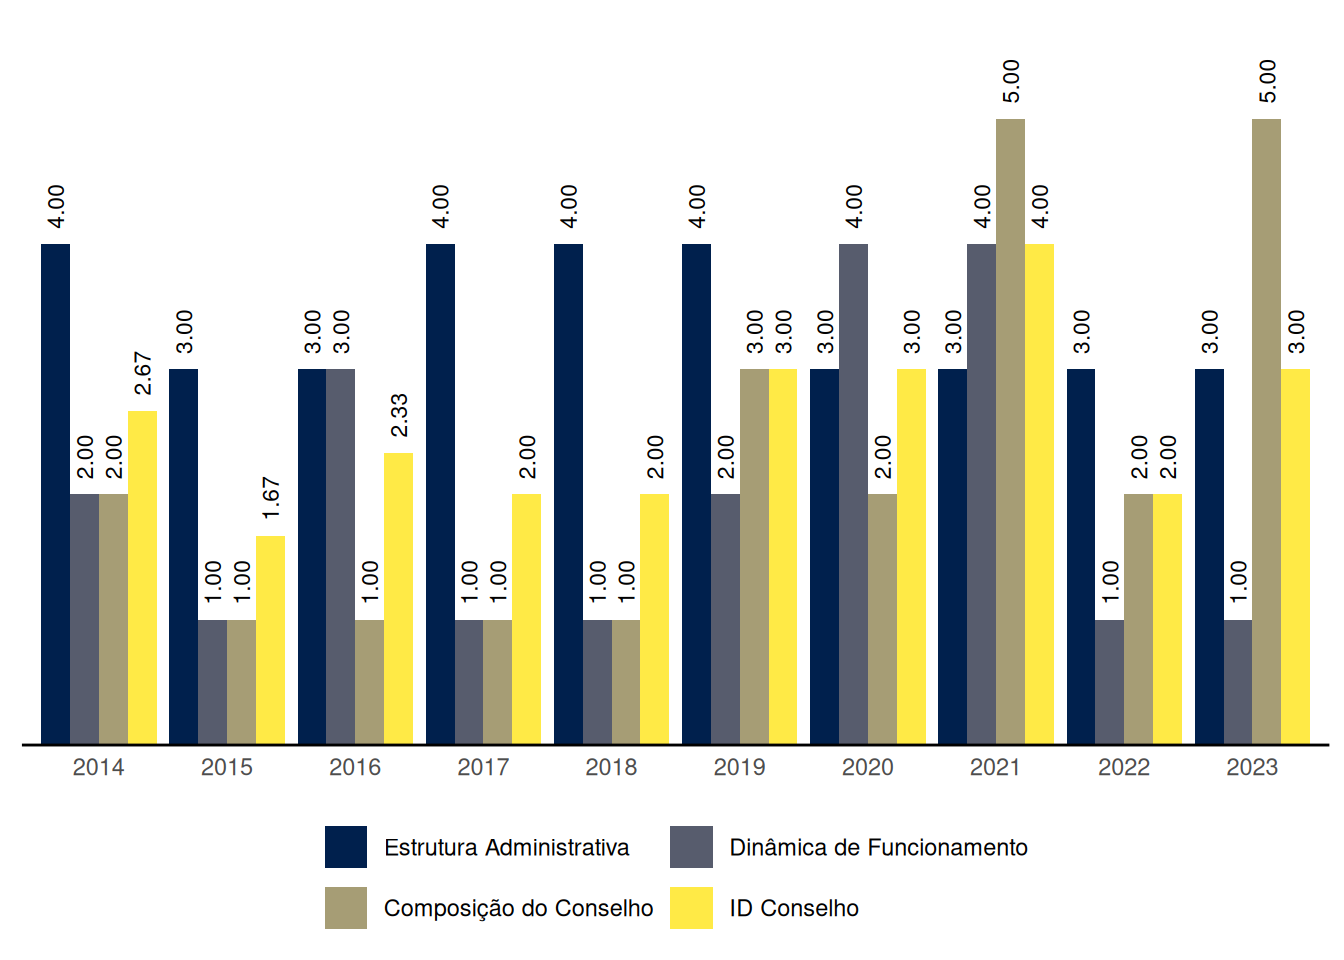 5.00 5.00
4.00 4.00 4.00 4.00 4.00 4.00 4.00
3.00 3.00 3.00 3.00 3.00 3.00 3.00 3.00 3.00 3.00 3.00
2.67
2.33
2.00 2.00 2.00 2.00 2.00 2.00 2.00 2.00
1.67
1.00 1.00 1.00 1.00 1.00 1.00 1.00 1.00 1.00
2014 2015 2016 2017 2018 2019 2020 2021 2022 2023
Estrutura Administrativa Dinâmica de Funcionamento
Composição do Conselho ID Conselho